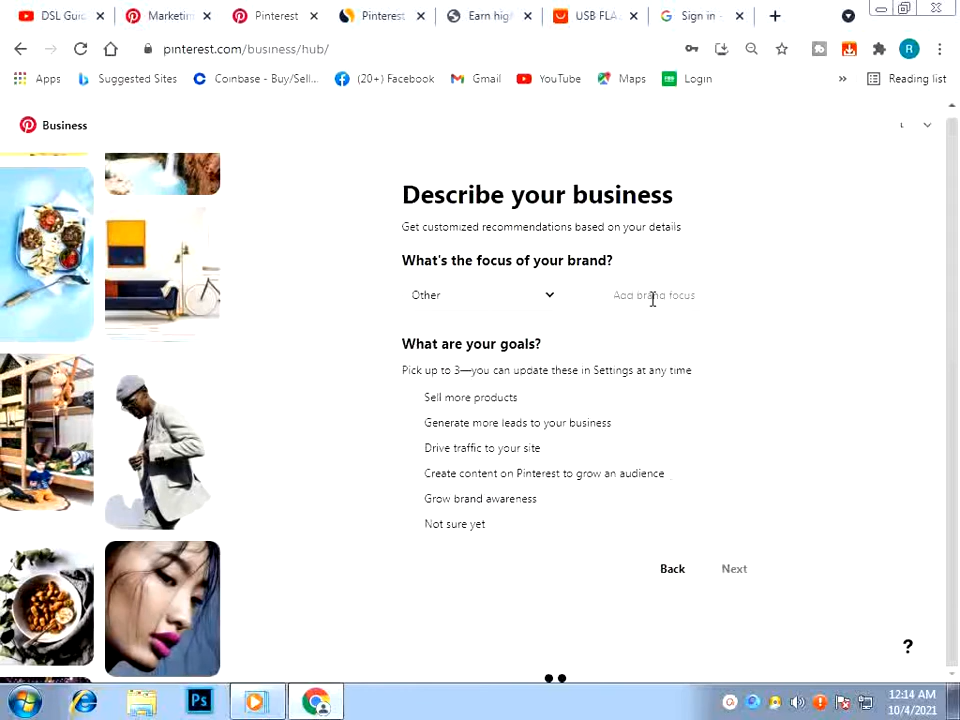 DSL Gui
Marketin
Pinterest
Pinterest
Earn hig
USB FLA
Sign in -
pinterest.com/business/hub/
R
Apps
Suggested Sites
Coinbase - Buy/Sell...
(20+) Facebook
Gmail
YouTube
Maps
Login
»
Reading list
Business
Describe your business
Get customized recommendations based on your details
What's the focus of your brand?
Other
Add brand focus
What are your goals?
Pick up to 3—you can update these in Settings at any time
Sell more products
Generate more leads to your business
Drive traffic to your site
Create content on Pinterest to grow an audience
Grow brand awareness
Not sure yet
Back
Next
?
Ps
12:14 AM
10/4/2021